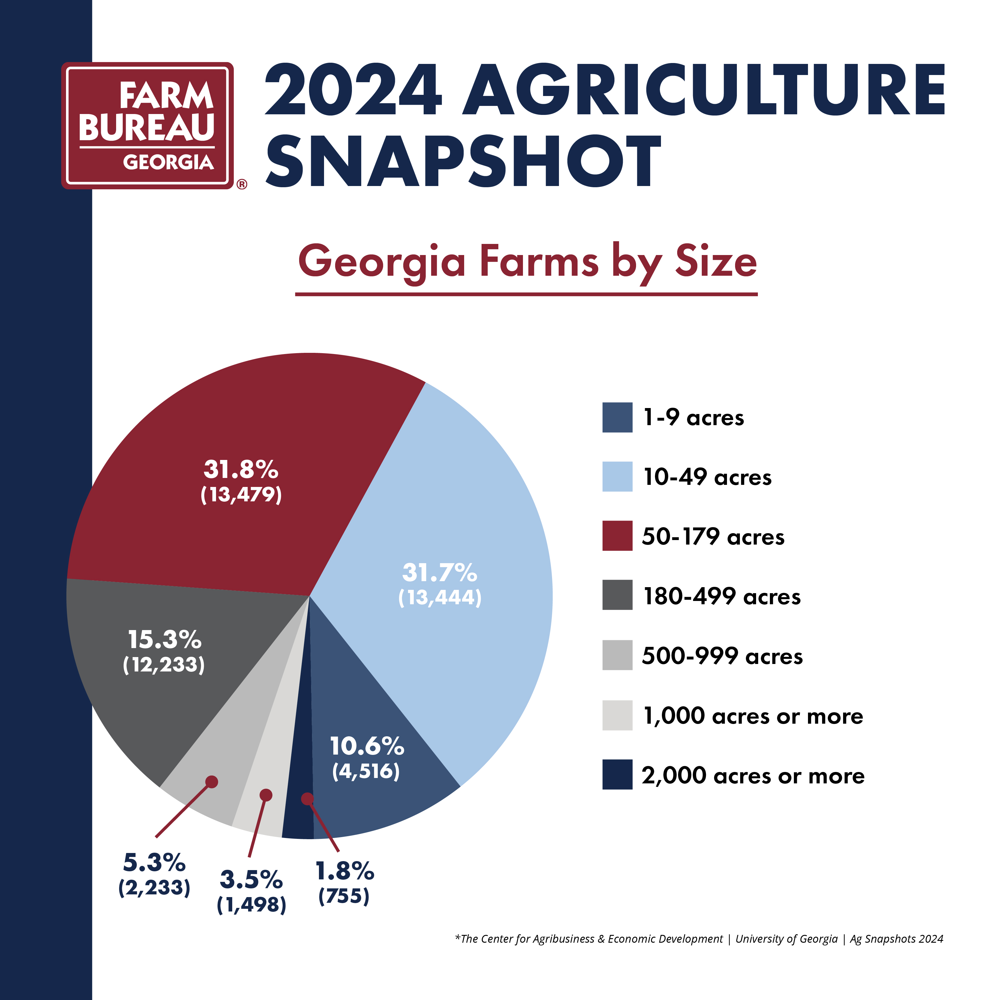 FARM
BUREAU
GEORGIA
®
2024 AGRICULTURE
SNAPSHOT
Georgia Farms by Size
31.8%
(13,479)
31.7%
(13,444)
15.3%
(12,233)
10.6%
(4,516)
5.3%
(2,233)
3.5%
(1,498)
1.8%
(755)
1-9 acres
10-49 acres
50-179 acres
180-499 acres
500-999 acres
1,000 acres or more
2,000 acres or more
*The Center for Agribusiness & Economic Development | University of Georgia | Ag Snapshots 2024